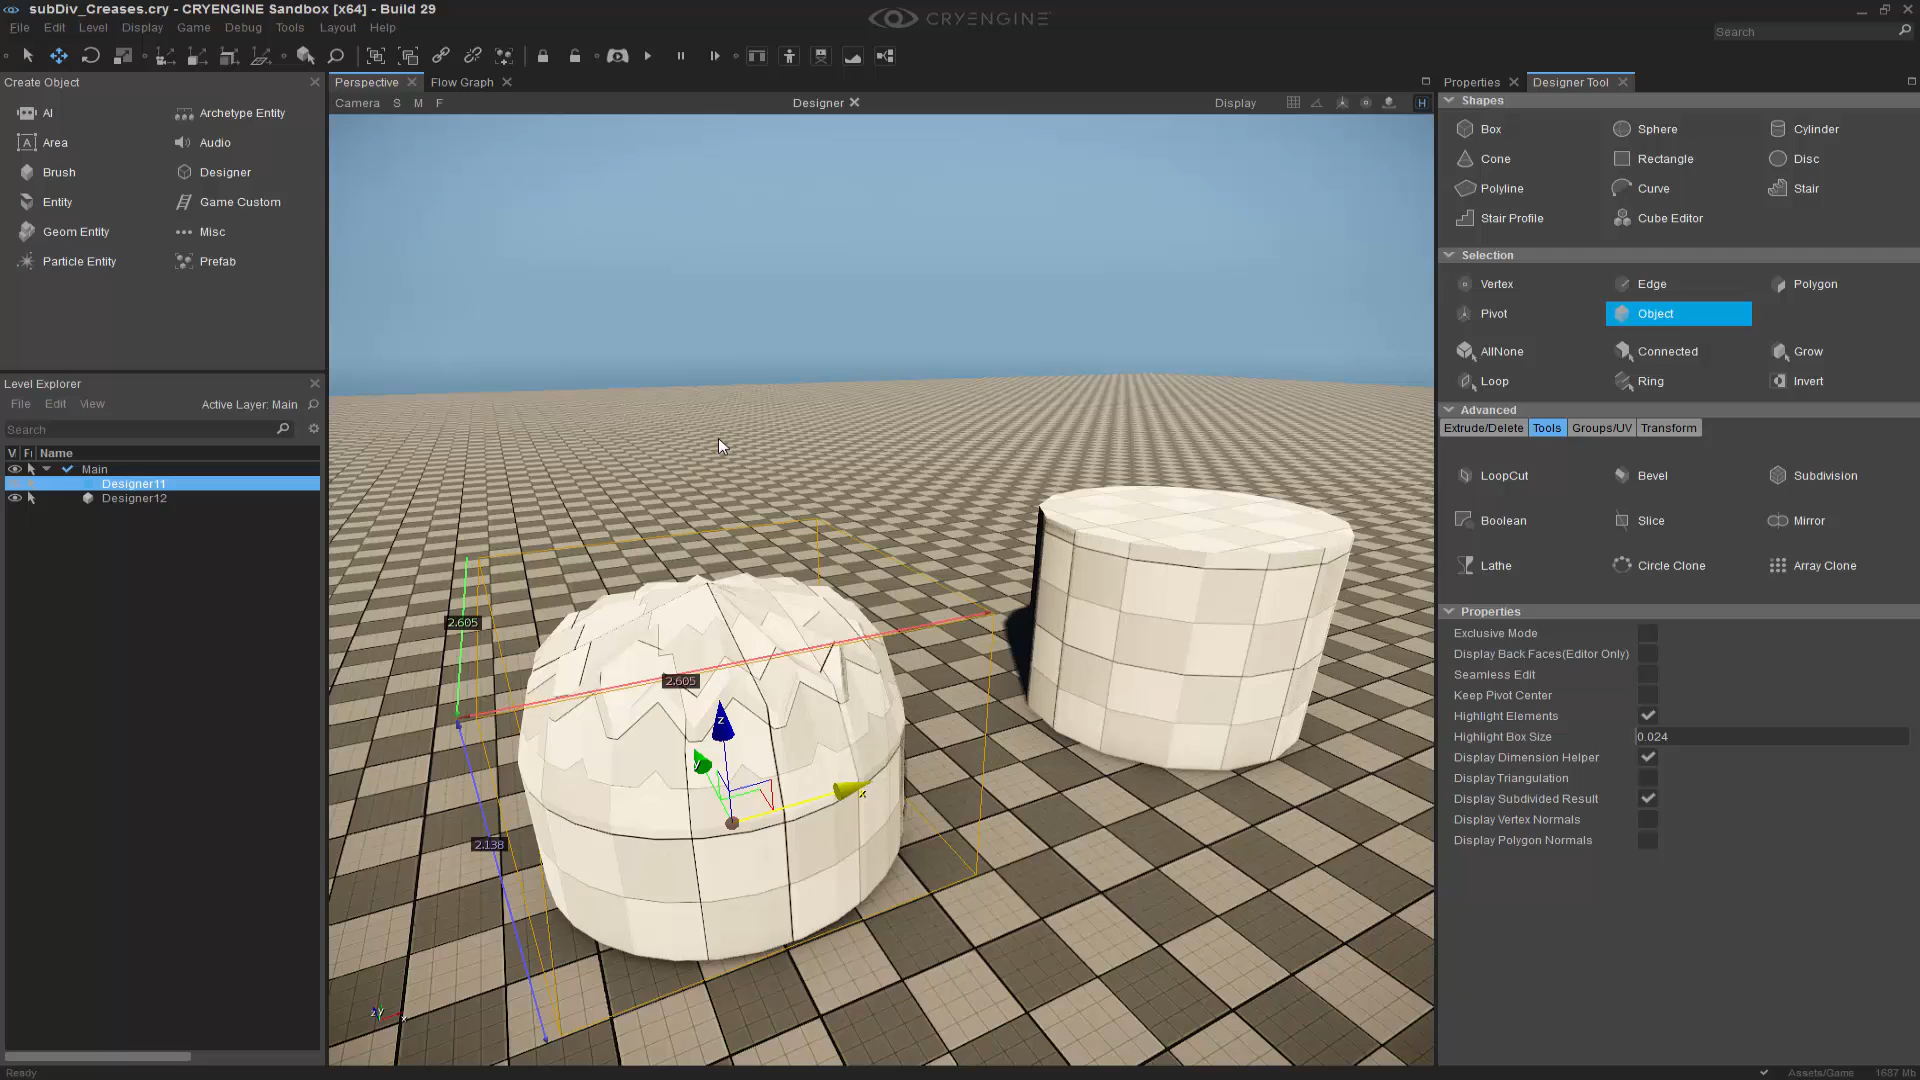 subDiv_Creases.cry - CRYENGINE Sandbox [x64] - Build 29
CRYENGINE
File Edit Level Display Game Debug Tools Layout Help
Search
Create Object
AI Archetype Entity
Area Audio
Brush Designer
Entity Game Custom
Geom Entity Misc
Particle Entity Prefab
Level Explorer
File Edit View Active Layer: Main
Search
V Fi Name
Main
Designer11
Designer12
Perspective Flow Graph
Camera S M F Designer Display H
2.605
2.605
2.138
z
y
x
Properties Designer Tool
Shapes
Box Sphere Cylinder
Cone Rectangle Disc
Polyline Curve Stair
Stair Profile Cube Editor
Selection
Vertex Edge Polygon
Pivot Object
AllNone Connected Grow
Loop Ring Invert
Advanced
Extrude/Delete Tools Groups/UV Transform
LoopCut Bevel Subdivision
Boolean Slice Mirror
Lathe Circle Clone Array Clone
Properties
Exclusive Mode
Display Back Faces(Editor Only)
Seamless Edit
Keep Pivot Center
Highlight Elements
Highlight Box Size 0.024
Display Dimension Helper
Display Triangulation
Display Subdivided Result
Display Vertex Normals
Display Polygon Normals
Ready
Assets/Game 1687 Mb